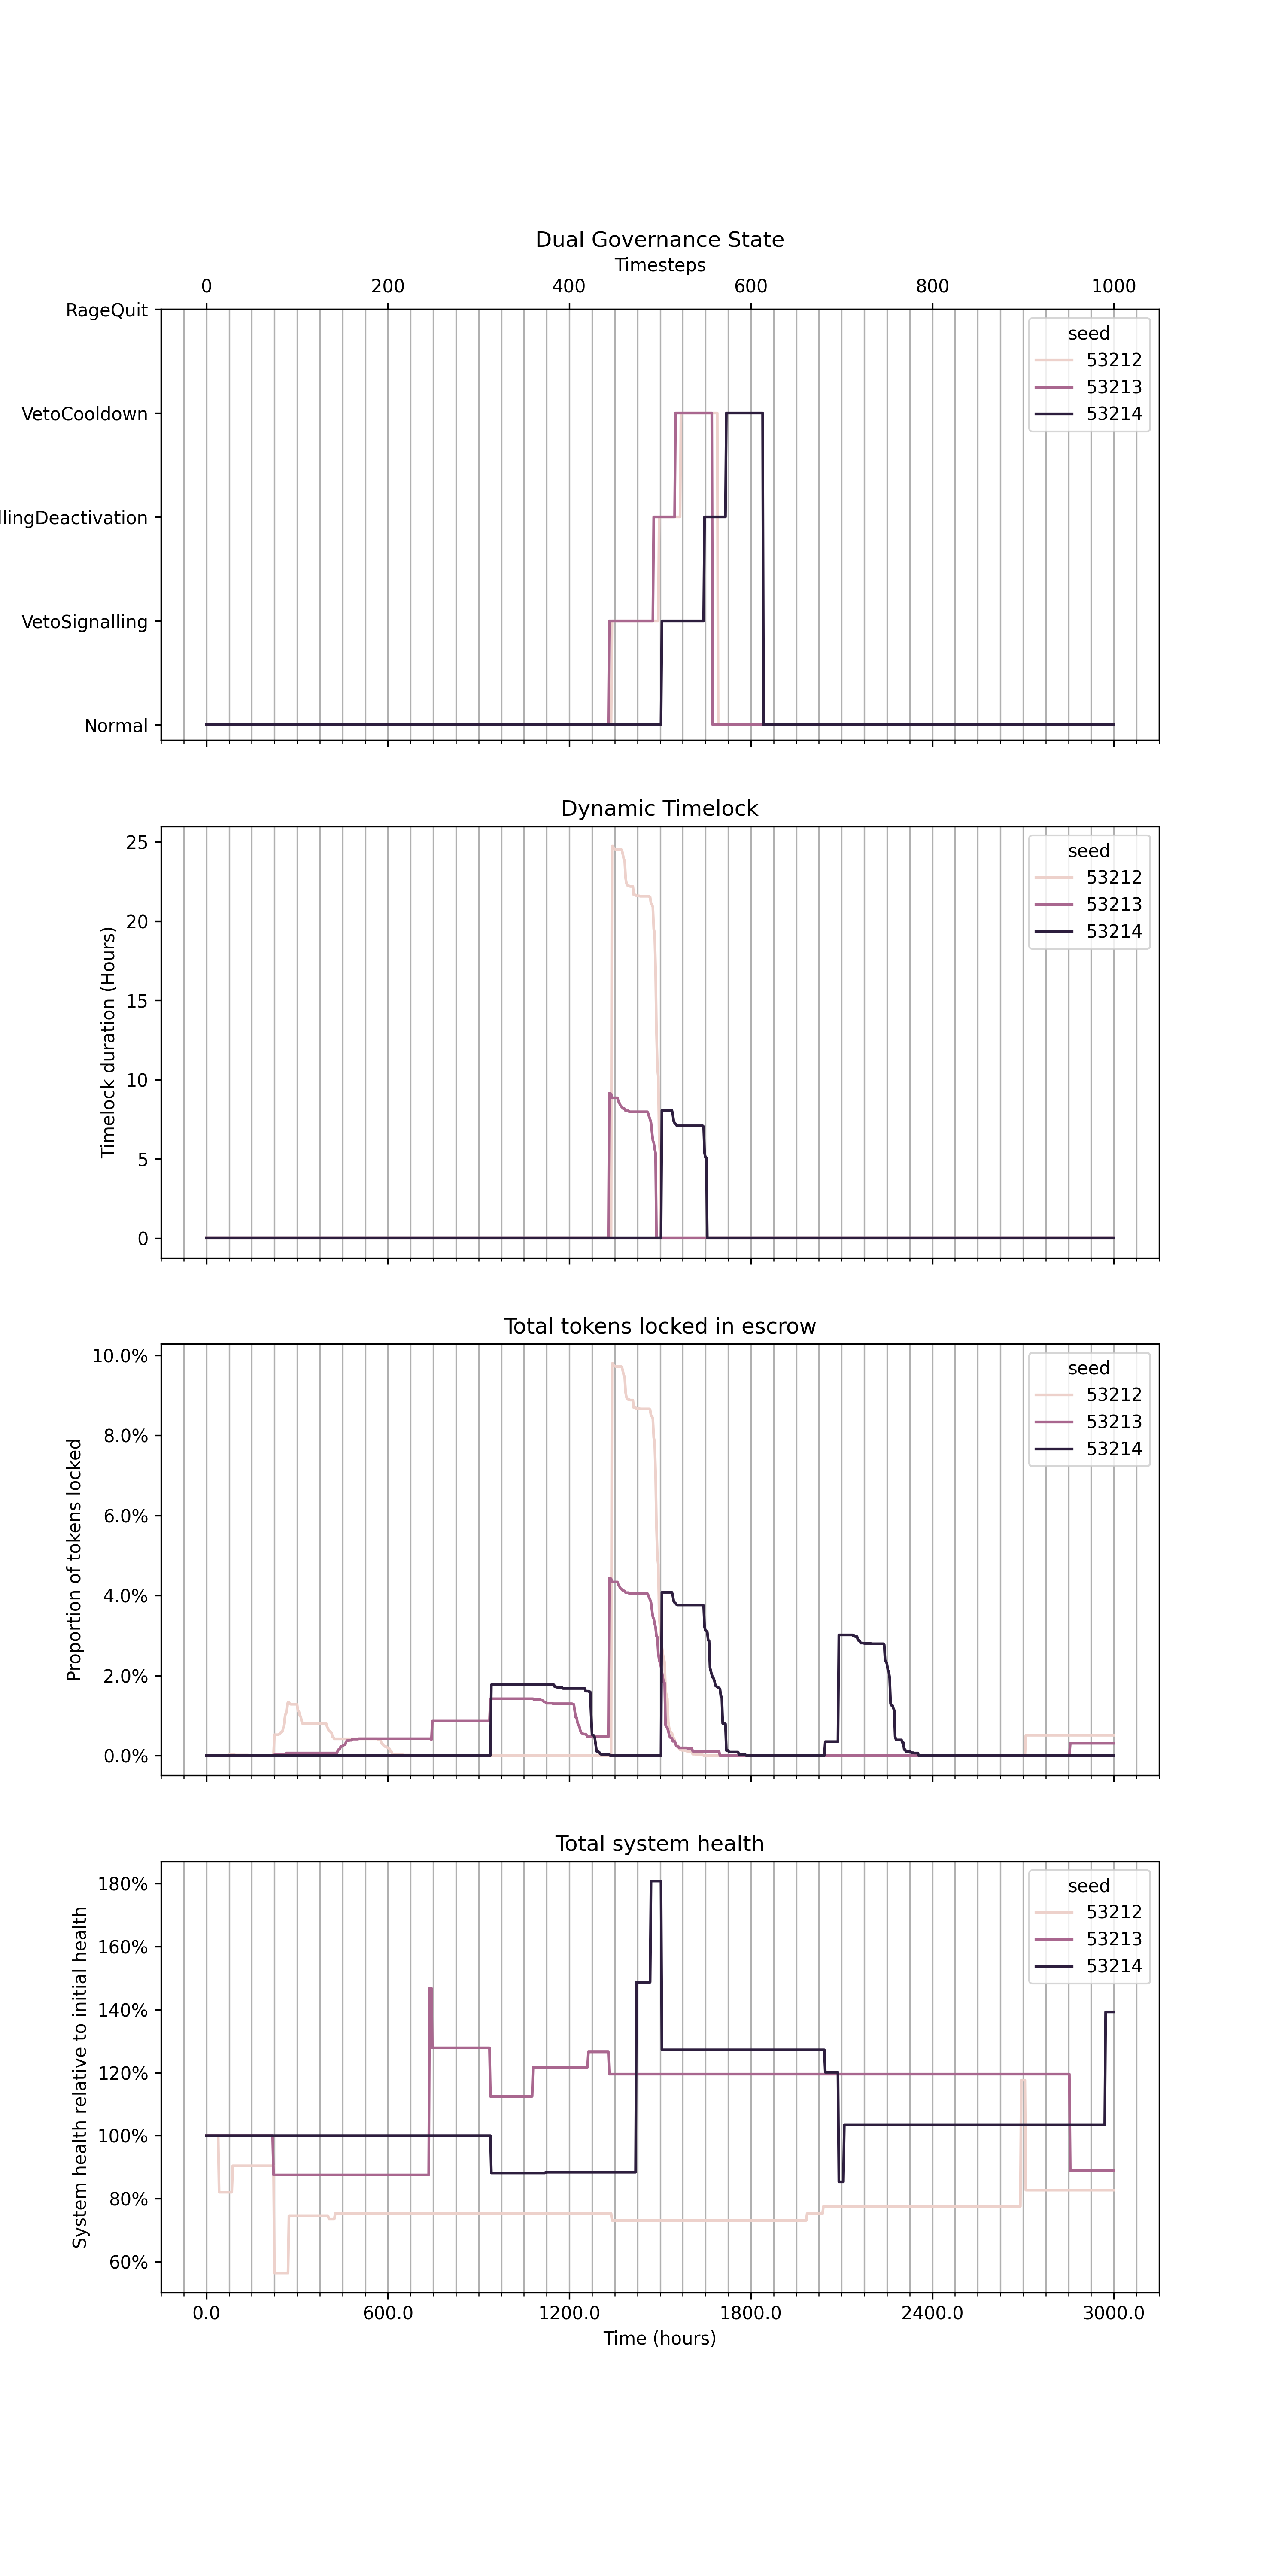 Dual Governance State
Timesteps
0 200 400 600 800 1000
RageQuit
VetoCooldown
llingDeactivation
VetoSignalling
Normal
seed
53212
53213
53214
Dynamic Timelock
Timelock duration (Hours)
25
20
15
10
5
0
seed
53212
53213
53214
Total tokens locked in escrow
Proportion of tokens locked
10.0%
8.0%
6.0%
4.0%
2.0%
0.0%
seed
53212
53213
53214
Total system health
System health relative to initial health
180%
160%
140%
120%
100%
80%
60%
seed
53212
53213
53214
0.0 600.0 1200.0 1800.0 2400.0 3000.0
Time (hours)